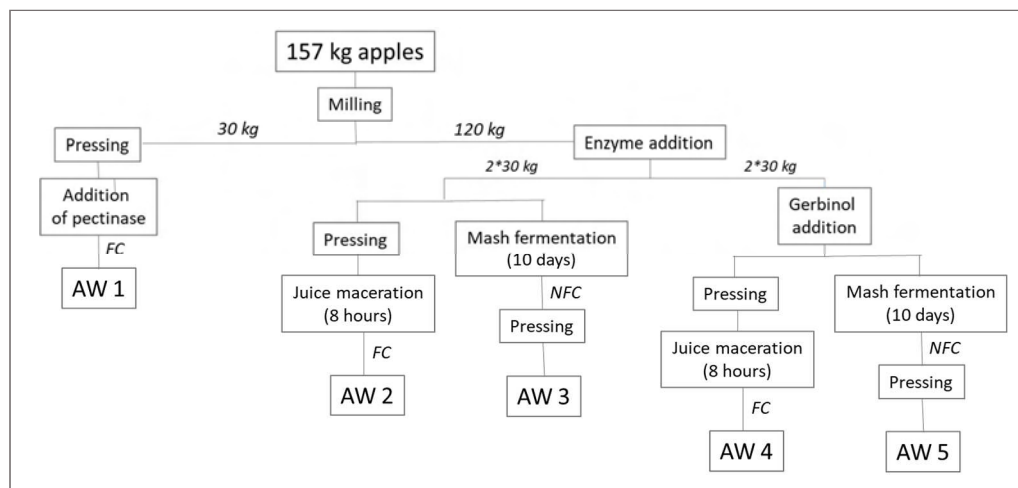 157 kg apples
Milling
30 kg
120 kg
Pressing
Enzyme addition
2*30 kg
2*30 kg
Addition
of pectinase
Gerbinol
addition
FC
Pressing
Mash fermentation
(10 days)
AW 1
Juice maceration
(8 hours)
NFC
Pressing
Mash fermentation
(10 days)
Pressing
FC
Juice maceration
(8 hours)
NFC
AW 2
AW 3
Pressing
FC
AW 4
AW 5